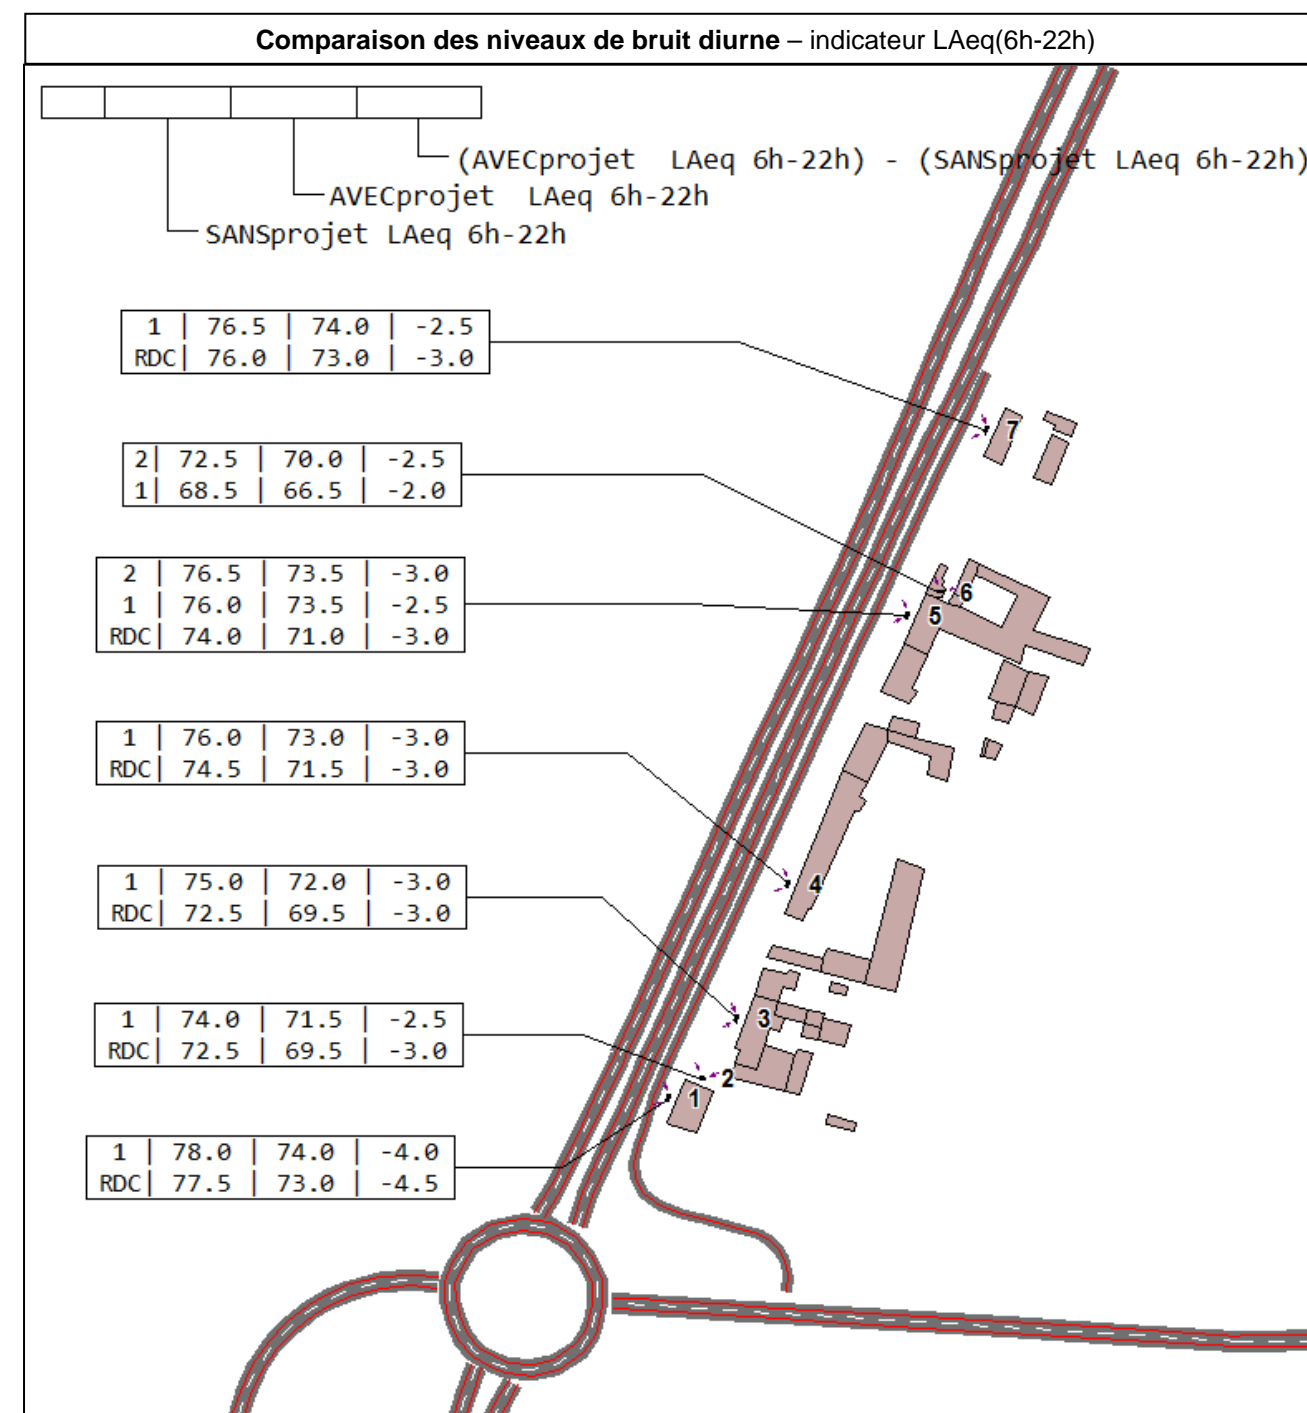 Comparaison des niveaux de bruit diurne – indicateur LAeq(6h-22h)
(AVECprojet LAeq 6h-22h) - (SANSprojet LAeq 6h-22h)
AVECprojet LAeq 6h-22h
SANSprojet LAeq 6h-22h
1 | 76.5 | 74.0 | -2.5
RDC| 76.0 | 73.0 | -3.0
7
2| 72.5 | 70.0 | -2.5
1| 68.5 | 66.5 | -2.0
6
2 | 76.5 | 73.5 | -3.0
1 | 76.0 | 73.5 | -2.5
RDC| 74.0 | 71.0 | -3.0
5
1 | 76.0 | 73.0 | -3.0
RDC| 74.5 | 71.5 | -3.0
4
1 | 75.0 | 72.0 | -3.0
RDC| 72.5 | 69.5 | -3.0
3
1 | 74.0 | 71.5 | -2.5
RDC| 72.5 | 69.5 | -3.0
2
1
1 | 78.0 | 74.0 | -4.0
RDC| 77.5 | 73.0 | -4.5